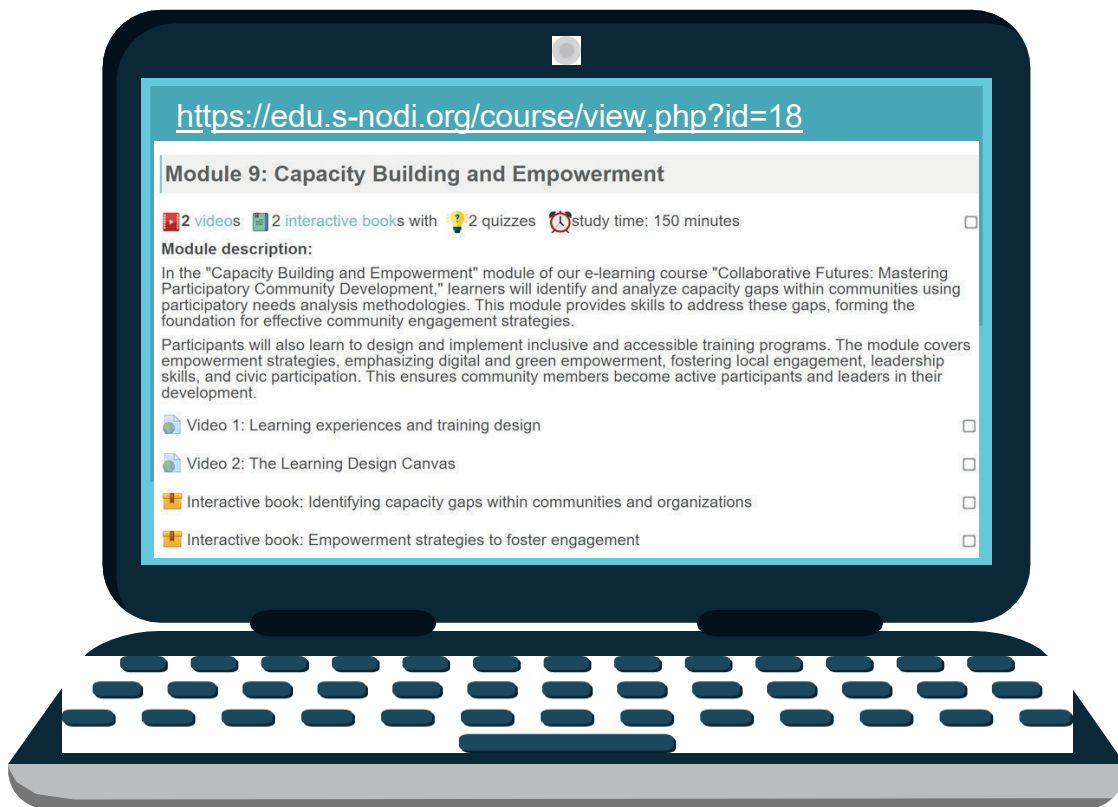 https://edu.s-nodi.org/course/view.php?id=18
Module 9: Capacity Building and Empowerment
2 videos 2 interactive books with 2 quizzes study time: 150 minutes
Module description:
In the "Capacity Building and Empowerment" module of our e-learning course "Collaborative Futures: Mastering
Participatory Community Development," learners will identify and analyze capacity gaps within communities using
participatory needs analysis methodologies. This module provides skills to address these gaps, forming the
foundation for effective community engagement strategies.
Participants will also learn to design and implement inclusive and accessible training programs. The module covers
empowerment strategies, emphasizing digital and green empowerment, fostering local engagement, leadership
skills, and civic participation. This ensures community members become active participants and leaders in their
development.
Video 1: Learning experiences and training design
Video 2: The Learning Design Canvas
Interactive book: Identifying capacity gaps within communities and organizations
Interactive book: Empowerment strategies to foster engagement